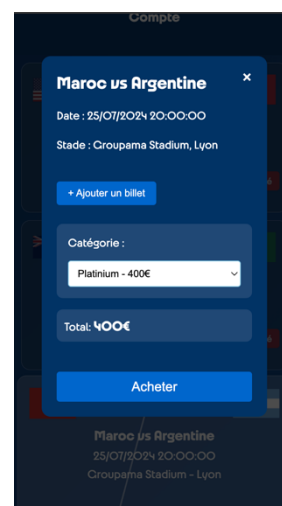 Compte
Maroc vs Argentine
×
Date : 25/07/2024 20:00:00
Stade : Groupama Stadium, Lyon
+ Ajouter un billet
Catégorie :
Platinium - 400€
Total: 400€
Acheter
Maroc vs Argentine
25/07/2024 20:00:00
Groupama Stadium - Lyon